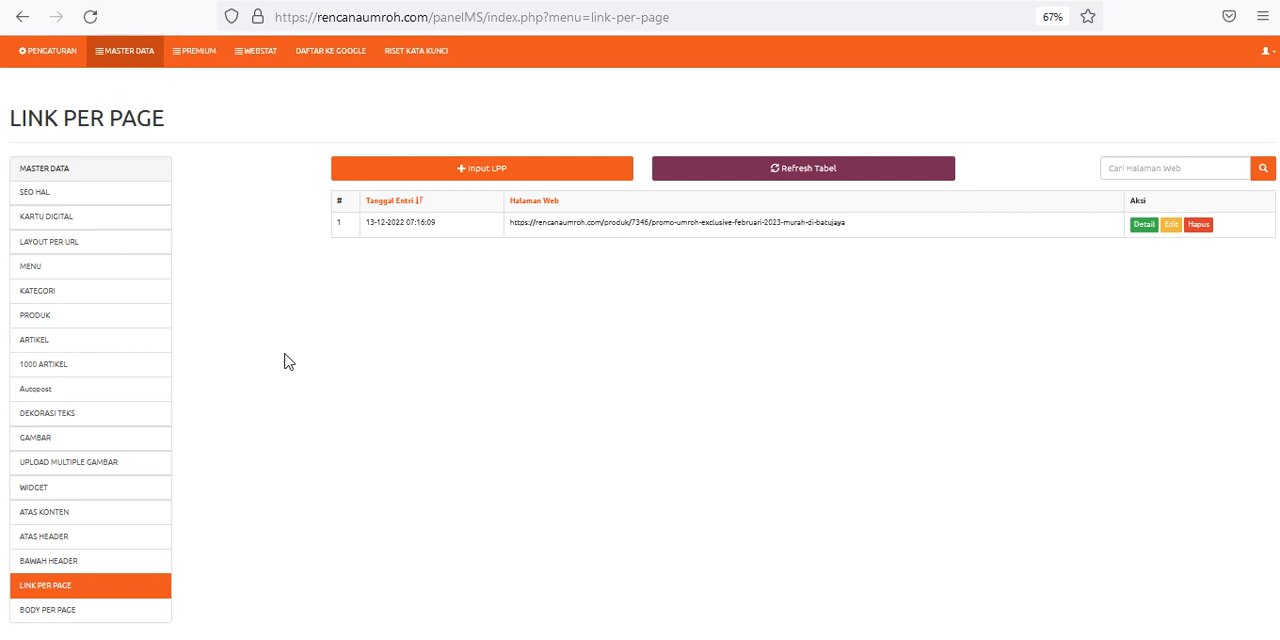 https://rencanaumroh.com/panelMS/index.php?menu=link-per-page 67%
PENGATURAN MASTER DATA PREMIUM WEBSTAT DAFTAR KE GOOGLE RISET KATA KUNCI
LINK PER PAGE
MASTER DATA
SEO HAL
KARTU DIGITAL
LAYOUT PER URL
MENU
KATEGORI
PRODUK
ARTIKEL
1000 ARTIKEL
Autopost
DEKORASI TEKS
GAMBAR
UPLOAD MULTIPLE GAMBAR
WIDGET
ATAS KONTEN
ATAS HEADER
BAWAH HEADER
LINK PER PAGE
BODY PER PAGE
Input LPP Refresh Tabel Cari Halaman Web
# Tanggal Entri Halaman Web Aksi
1 13-12-2022 07:16:09 https://rencanaumroh.com/produk/7346/promo-umroh-exclusive-februari-2023-murah-di-batujaya Detail Edit Hapus